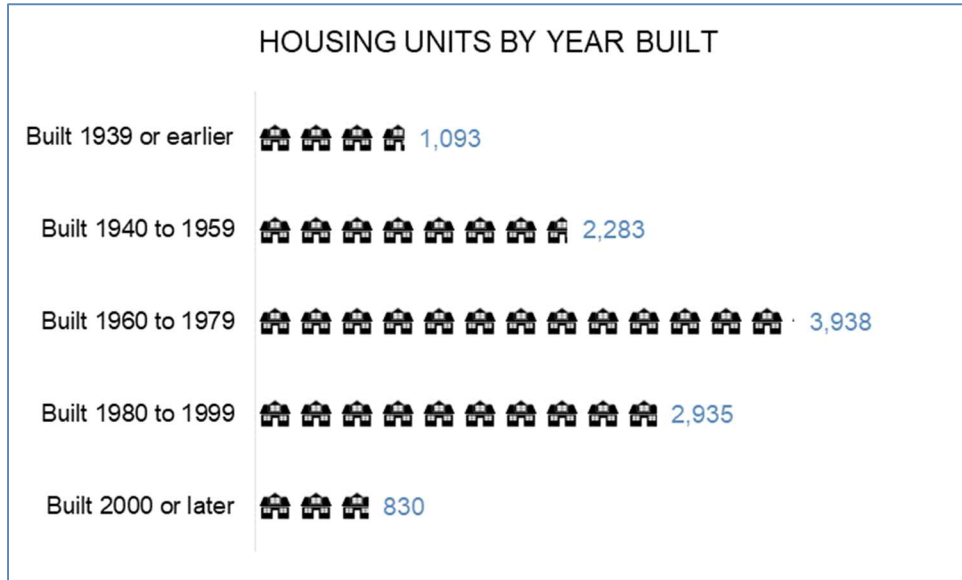 HOUSING UNITS BY YEAR BUILT
Built 1939 or earlier 1,093
Built 1940 to 1959 2,283
Built 1960 to 1979 3,938
Built 1980 to 1999 2,935
Built 2000 or later 830